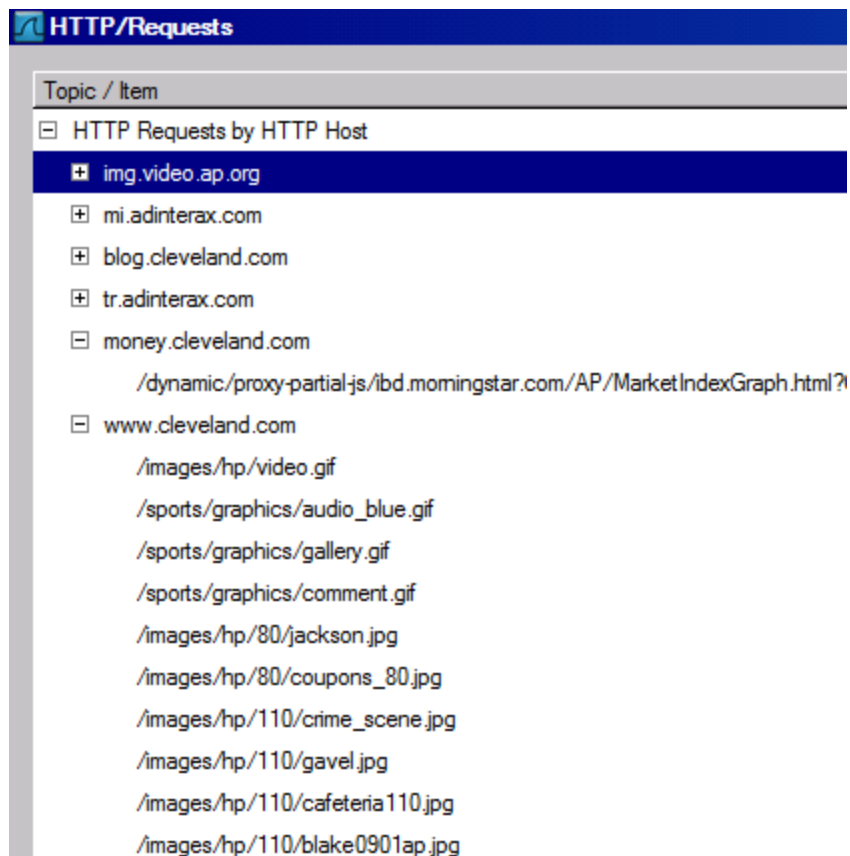 HTTP/Requests
Topic / Item
HTTP Requests by HTTP Host
img.video.ap.org
mi.adinterax.com
blog.cleveland.com
tr.adinterax.com
money.cleveland.com
/dynamic/proxy-partial-js/ibd.morningstar.com/AP/MarketIndexGraph.html?
www.cleveland.com
/images/hp/video.gif
/sports/graphics/audio_blue.gif
/sports/graphics/gallery.gif
/sports/graphics/comment.gif
/images/hp/80/jackson.jpg
/images/hp/80/coupons_80.jpg
/images/hp/110/crime_scene.jpg
/images/hp/110/gavel.jpg
/images/hp/110/cafeteria110.jpg
/images/hp/110/blake0901ap.jpg